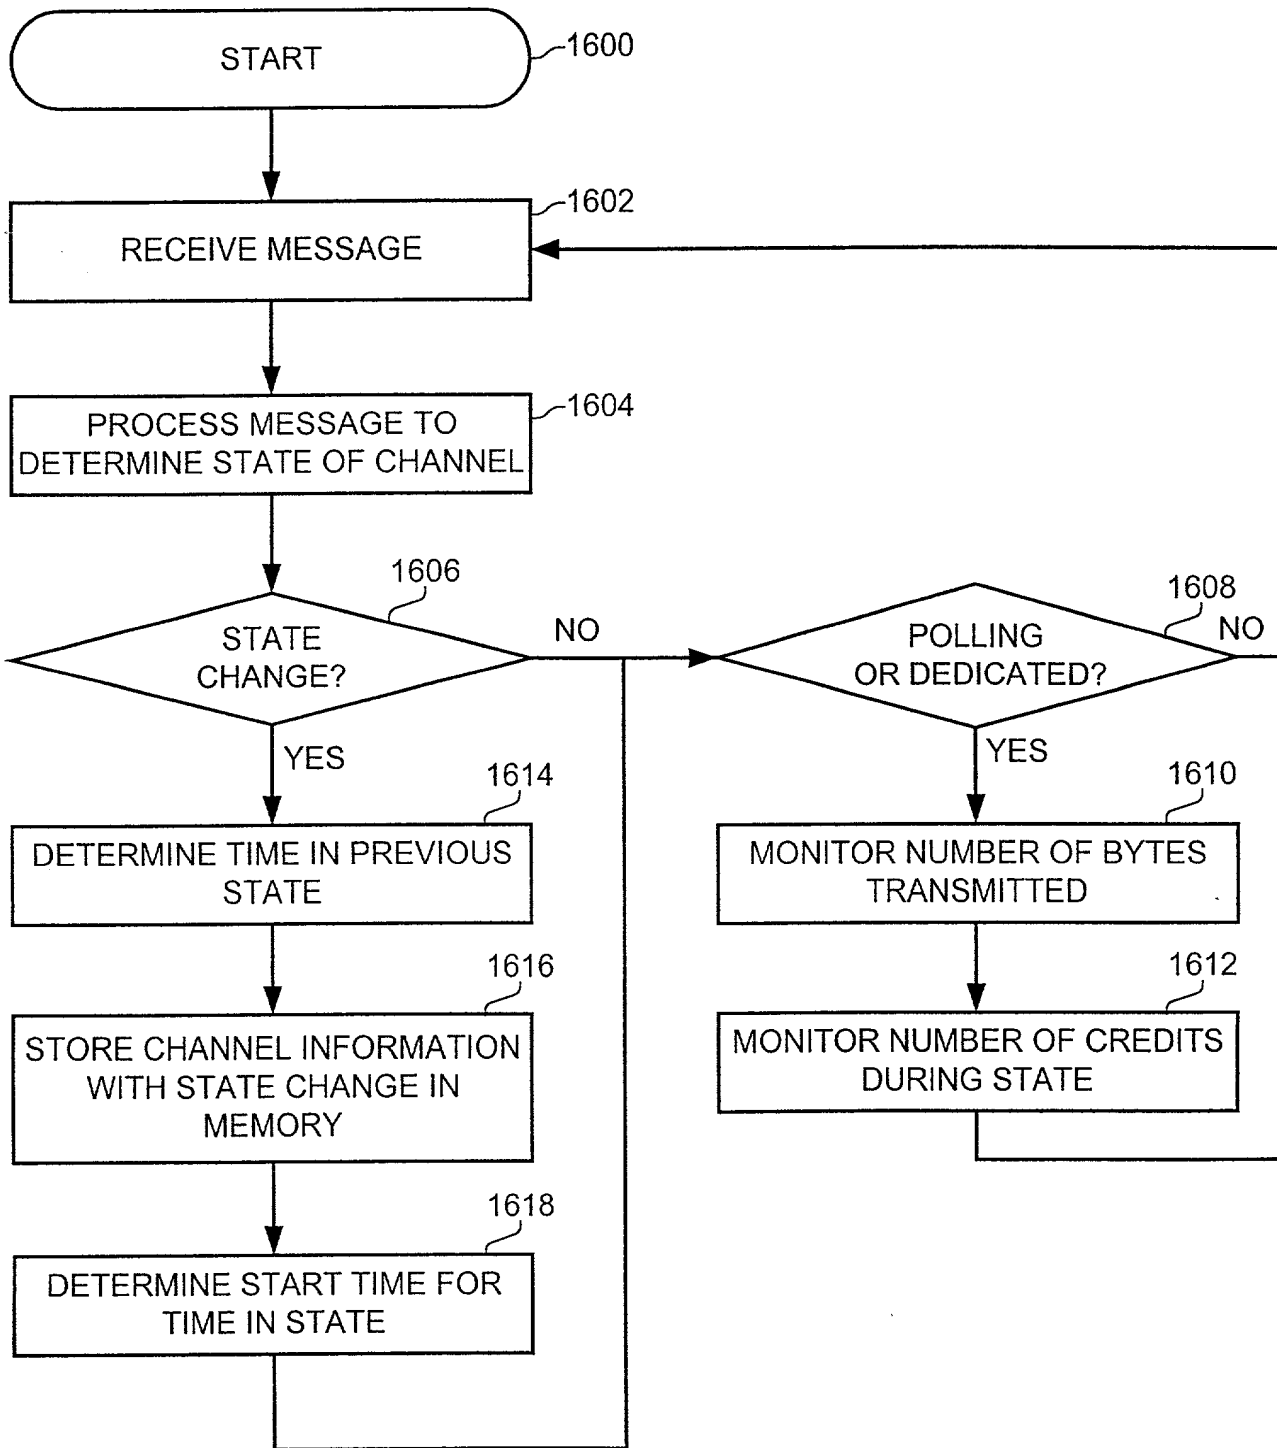 START
1600
1602
RECEIVE MESSAGE
1604
PROCESS MESSAGE TO
DETERMINE STATE OF CHANNEL
1606
STATE
CHANGE?
NO
YES
1608
POLLING
OR DEDICATED?
NO
YES
1614
DETERMINE TIME IN PREVIOUS
STATE
1610
MONITOR NUMBER OF BYTES
TRANSMITTED
1616
STORE CHANNEL INFORMATION
WITH STATE CHANGE IN
MEMORY
1612
MONITOR NUMBER OF CREDITS
DURING STATE
1618
DETERMINE START TIME FOR
TIME IN STATE